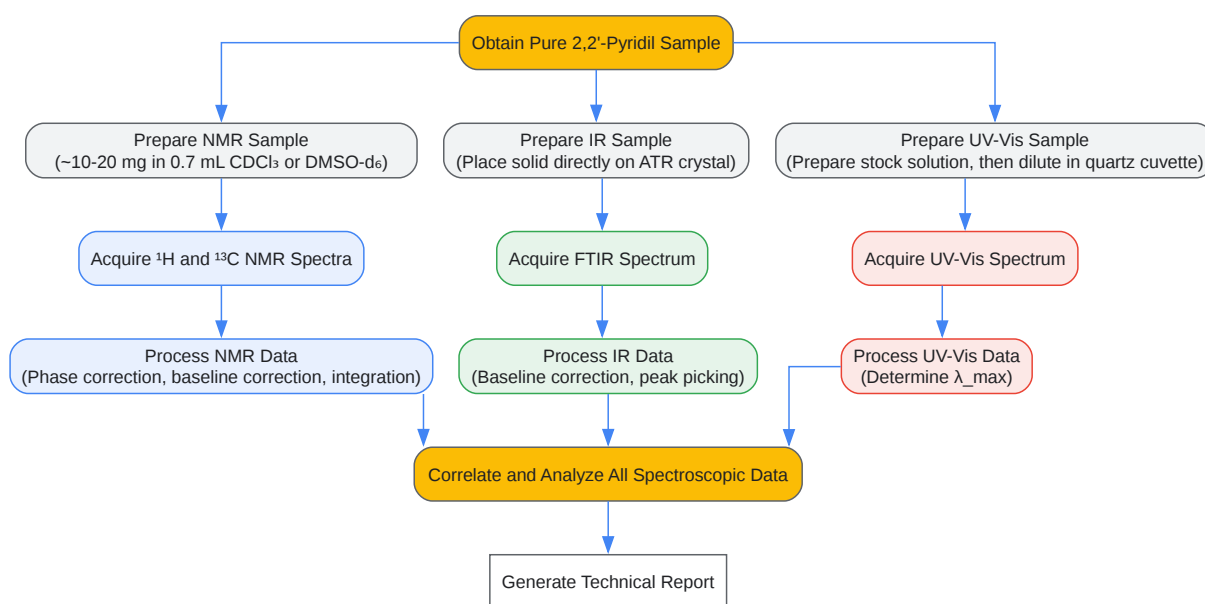 Obtain Pure 2,2'-Pyridil Sample
Prepare NMR Sample
(~10-20 mg in 0.7 mL CDCl₃ or DMSO-d₆)
Prepare IR Sample
(Place solid directly on ATR crystal)
Prepare UV-Vis Sample
(Prepare stock solution, then dilute in quartz cuvette)
Acquire ¹H and ¹³C NMR Spectra
Acquire FTIR Spectrum
Acquire UV-Vis Spectrum
Process NMR Data
(Phase correction, baseline correction, integration)
Process IR Data
(Baseline correction, peak picking)
Process UV-Vis Data
(Determine λ_max)
Correlate and Analyze All Spectroscopic Data
Generate Technical Report